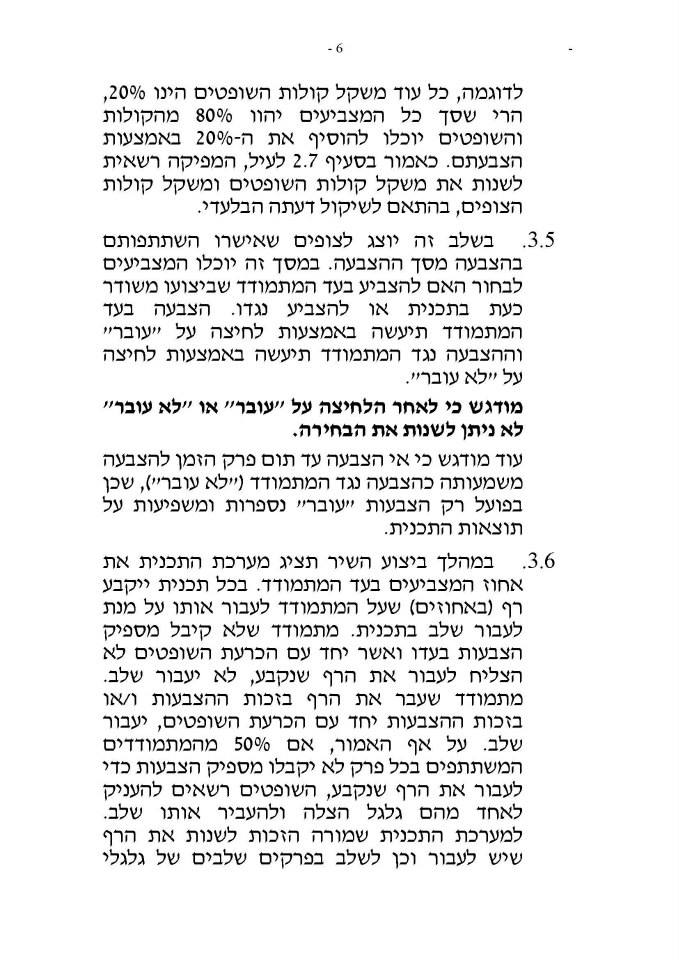 - 6 -
לדוגמה, כל עוד משקל קולות השופטים הינו 20%,
הרי שסך כל המצביעים יהוו 80% מהקולות
והשופטים יוכלו להוסיף את ה-20% באמצעות
הצבעתם. כאמור בסעיף 2.7 לעיל, המפיקה רשאית
לשנות את משקל קולות השופטים ומשקל קולות
הצופים, בהתאם לשיקול דעתה הבלעדי.
3.5. בשלב זה יוצג לצופים שאישרו השתתפותם
בהצבעה מסך ההצבעה. במסך זה יוכלו המצביעים
לבחור האם להצביע בעד המתמודד שביצועו משודר
כעת בתכנית או להצביע נגדו. הצבעה בעד
המתמודד תיעשה באמצעות לחיצה על ״עובר״
וההצבעה נגד המתמודד תיעשה באמצעות לחיצה
על ״לא עובר״.
מודגש כי לאחר הלחיצה על ״עובר״ או ״לא עובר״
לא ניתן לשנות את הבחירה.
עוד מודגש כי אי הצבעה עד תום פרק הזמן להצבעה
משמעותה כהצבעה נגד המתמודד (״לא עובר״), שכן
בפועל רק הצבעות ״עובר״ נספרות ומשפיעות על
תוצאות התכנית.
3.6. במהלך ביצוע השיר תציג מערכת התכנית את
אחוז המצביעים בעד המתמודד. בכל תכנית ייקבע
רף (באחוזים) שעל המתמודד לעבור אותו על מנת
לעבור שלב בתכנית. מתמודד שלא קיבל מספיק
הצבעות בעדו ואשר יחד עם הכרעת השופטים לא
הצליח לעבור את הרף שנקבע, לא יעבור שלב.
מתמודד שעבר את הרף בזכות ההצבעות ו/או
בזכות ההצבעות יחד עם הכרעת השופטים, יעבור
שלב. על אף האמור, אם 50% מהמתמודדים
המשתתפים בכל פרק לא יקבלו מספיק הצבעות כדי
לעבור את הרף שנקבע, השופטים רשאים להעניק
לאחד מהם גלגל הצלה ולהעביר אותו שלב.
למערכת התכנית שמורה הזכות לשנות את הרף
שיש לעבור וכן לשלב בפרקים שלבים של גלגלי